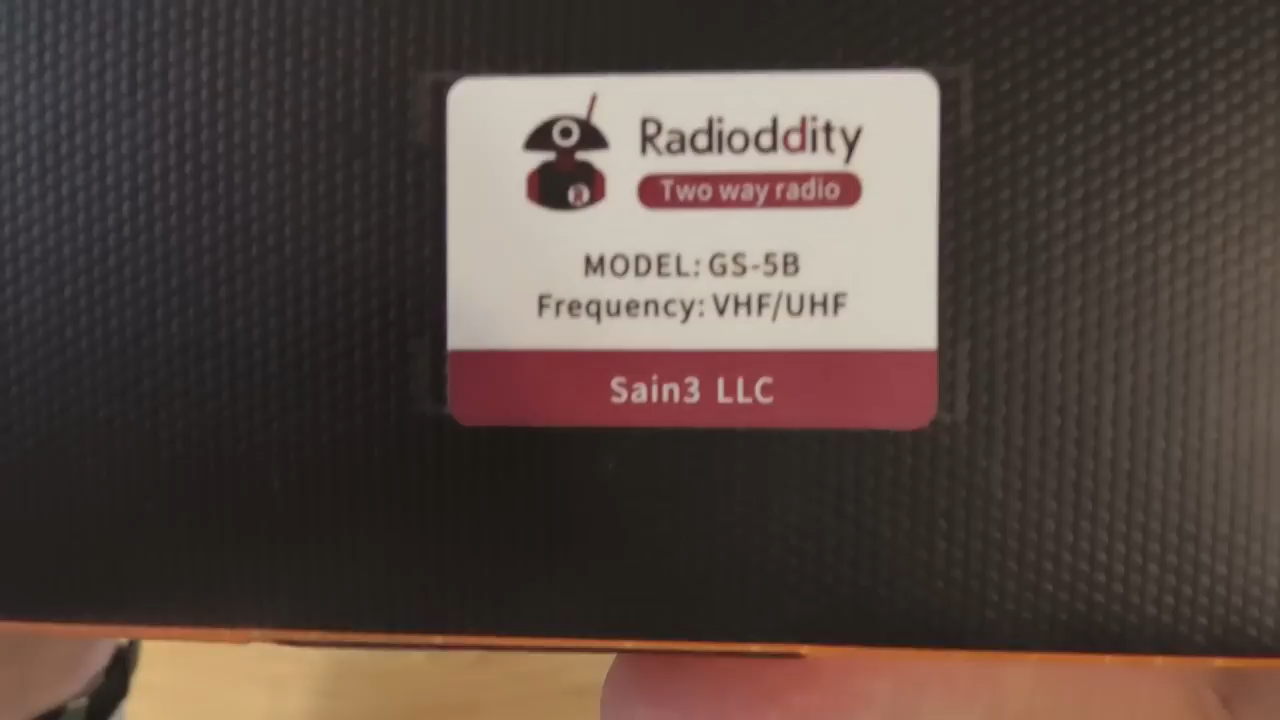 Radioddity
Two way radio
MODEL: GS-5B
Frequency: VHF/UHF
Sain3 LLC